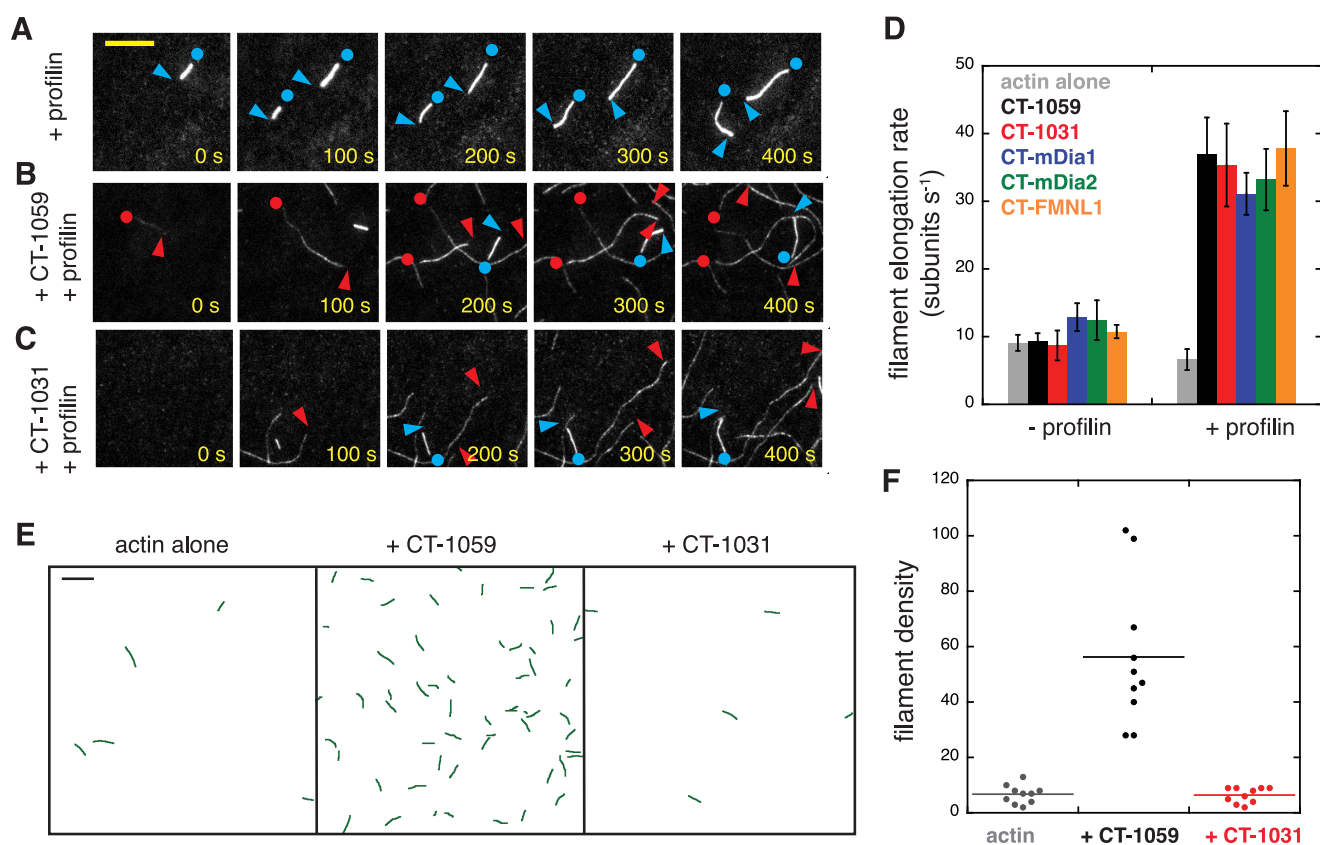 A
+ profilin
0 s
100 s
200 s
300 s
400 s
B
+ CT-1059
+ profilin
0 s
100 s
200 s
300 s
400 s
C
+ CT-1031
+ profilin
0 s
100 s
200 s
300 s
400 s
D
filament elongation rate
(subunits s-1)
50
40
30
20
10
0
actin alone
CT-1059
CT-1031
CT-mDia1
CT-mDia2
CT-FMNL1
- profilin
+ profilin
E
actin alone
+ CT-1059
+ CT-1031
F
filament density
120
100
80
60
40
20
0
actin
+ CT-1059
+ CT-1031